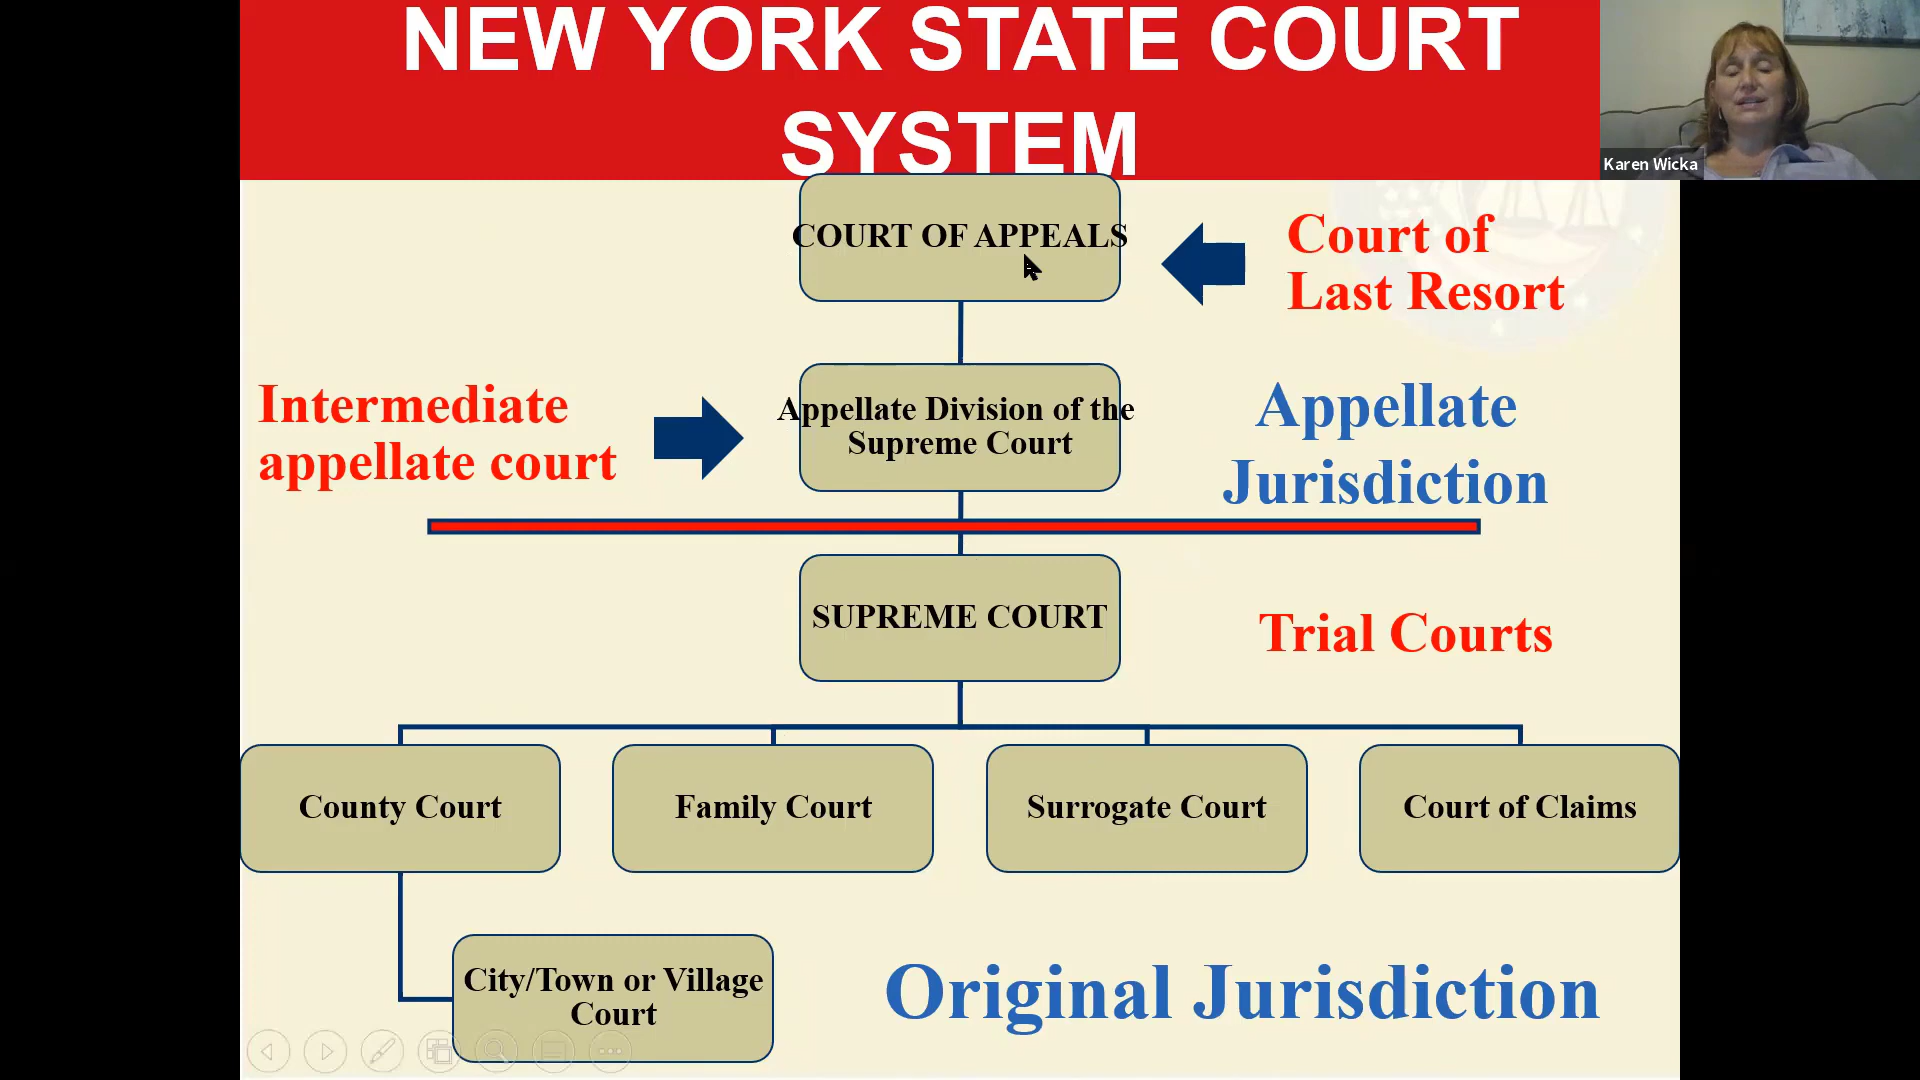 NEW YORK STATE COURT
SYSTEM
Karen Wicka
COURT OF APPEALS
Court of
Last Resort
Intermediate
appellate court
Appellate Division of the
Supreme Court
Appellate
Jurisdiction
SUPREME COURT
Trial Courts
County Court
Family Court
Surrogate Court
Court of Claims
City/Town or Village
Court
Original Jurisdiction